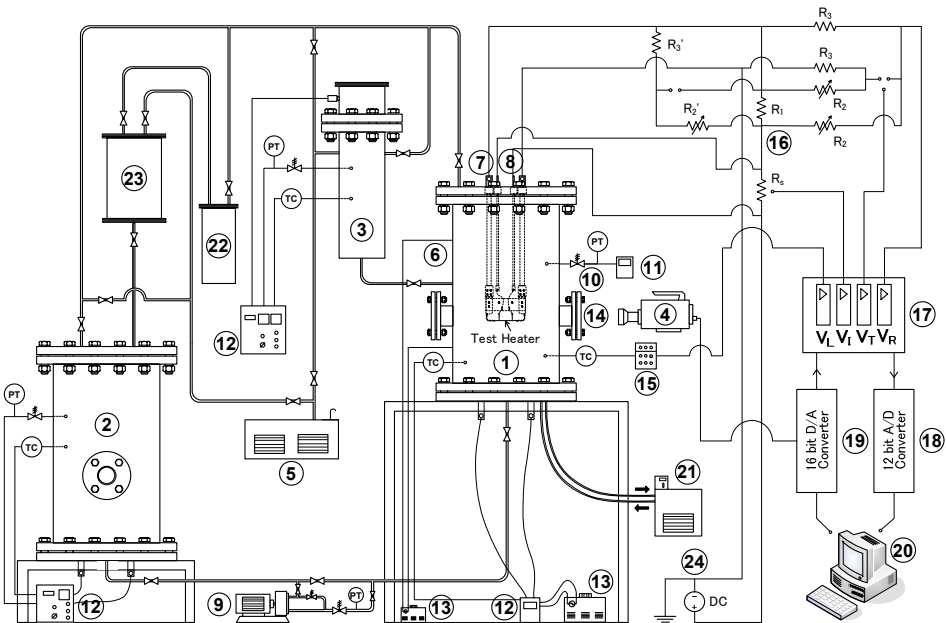 R3
R3'
R3
R1
R2
R2'
R2
16
Rs
7
8
PT
TC
3
23
22
6
PT
10
11
14
4
17
VL VI VT VR
Test Heater
1
TC
TC
15
12
PT
2
TC
5
16 bit D/A
Converter
19
12 bit A/D
Converter
18
21
20
24
DC
9
PT
12
13
12
13